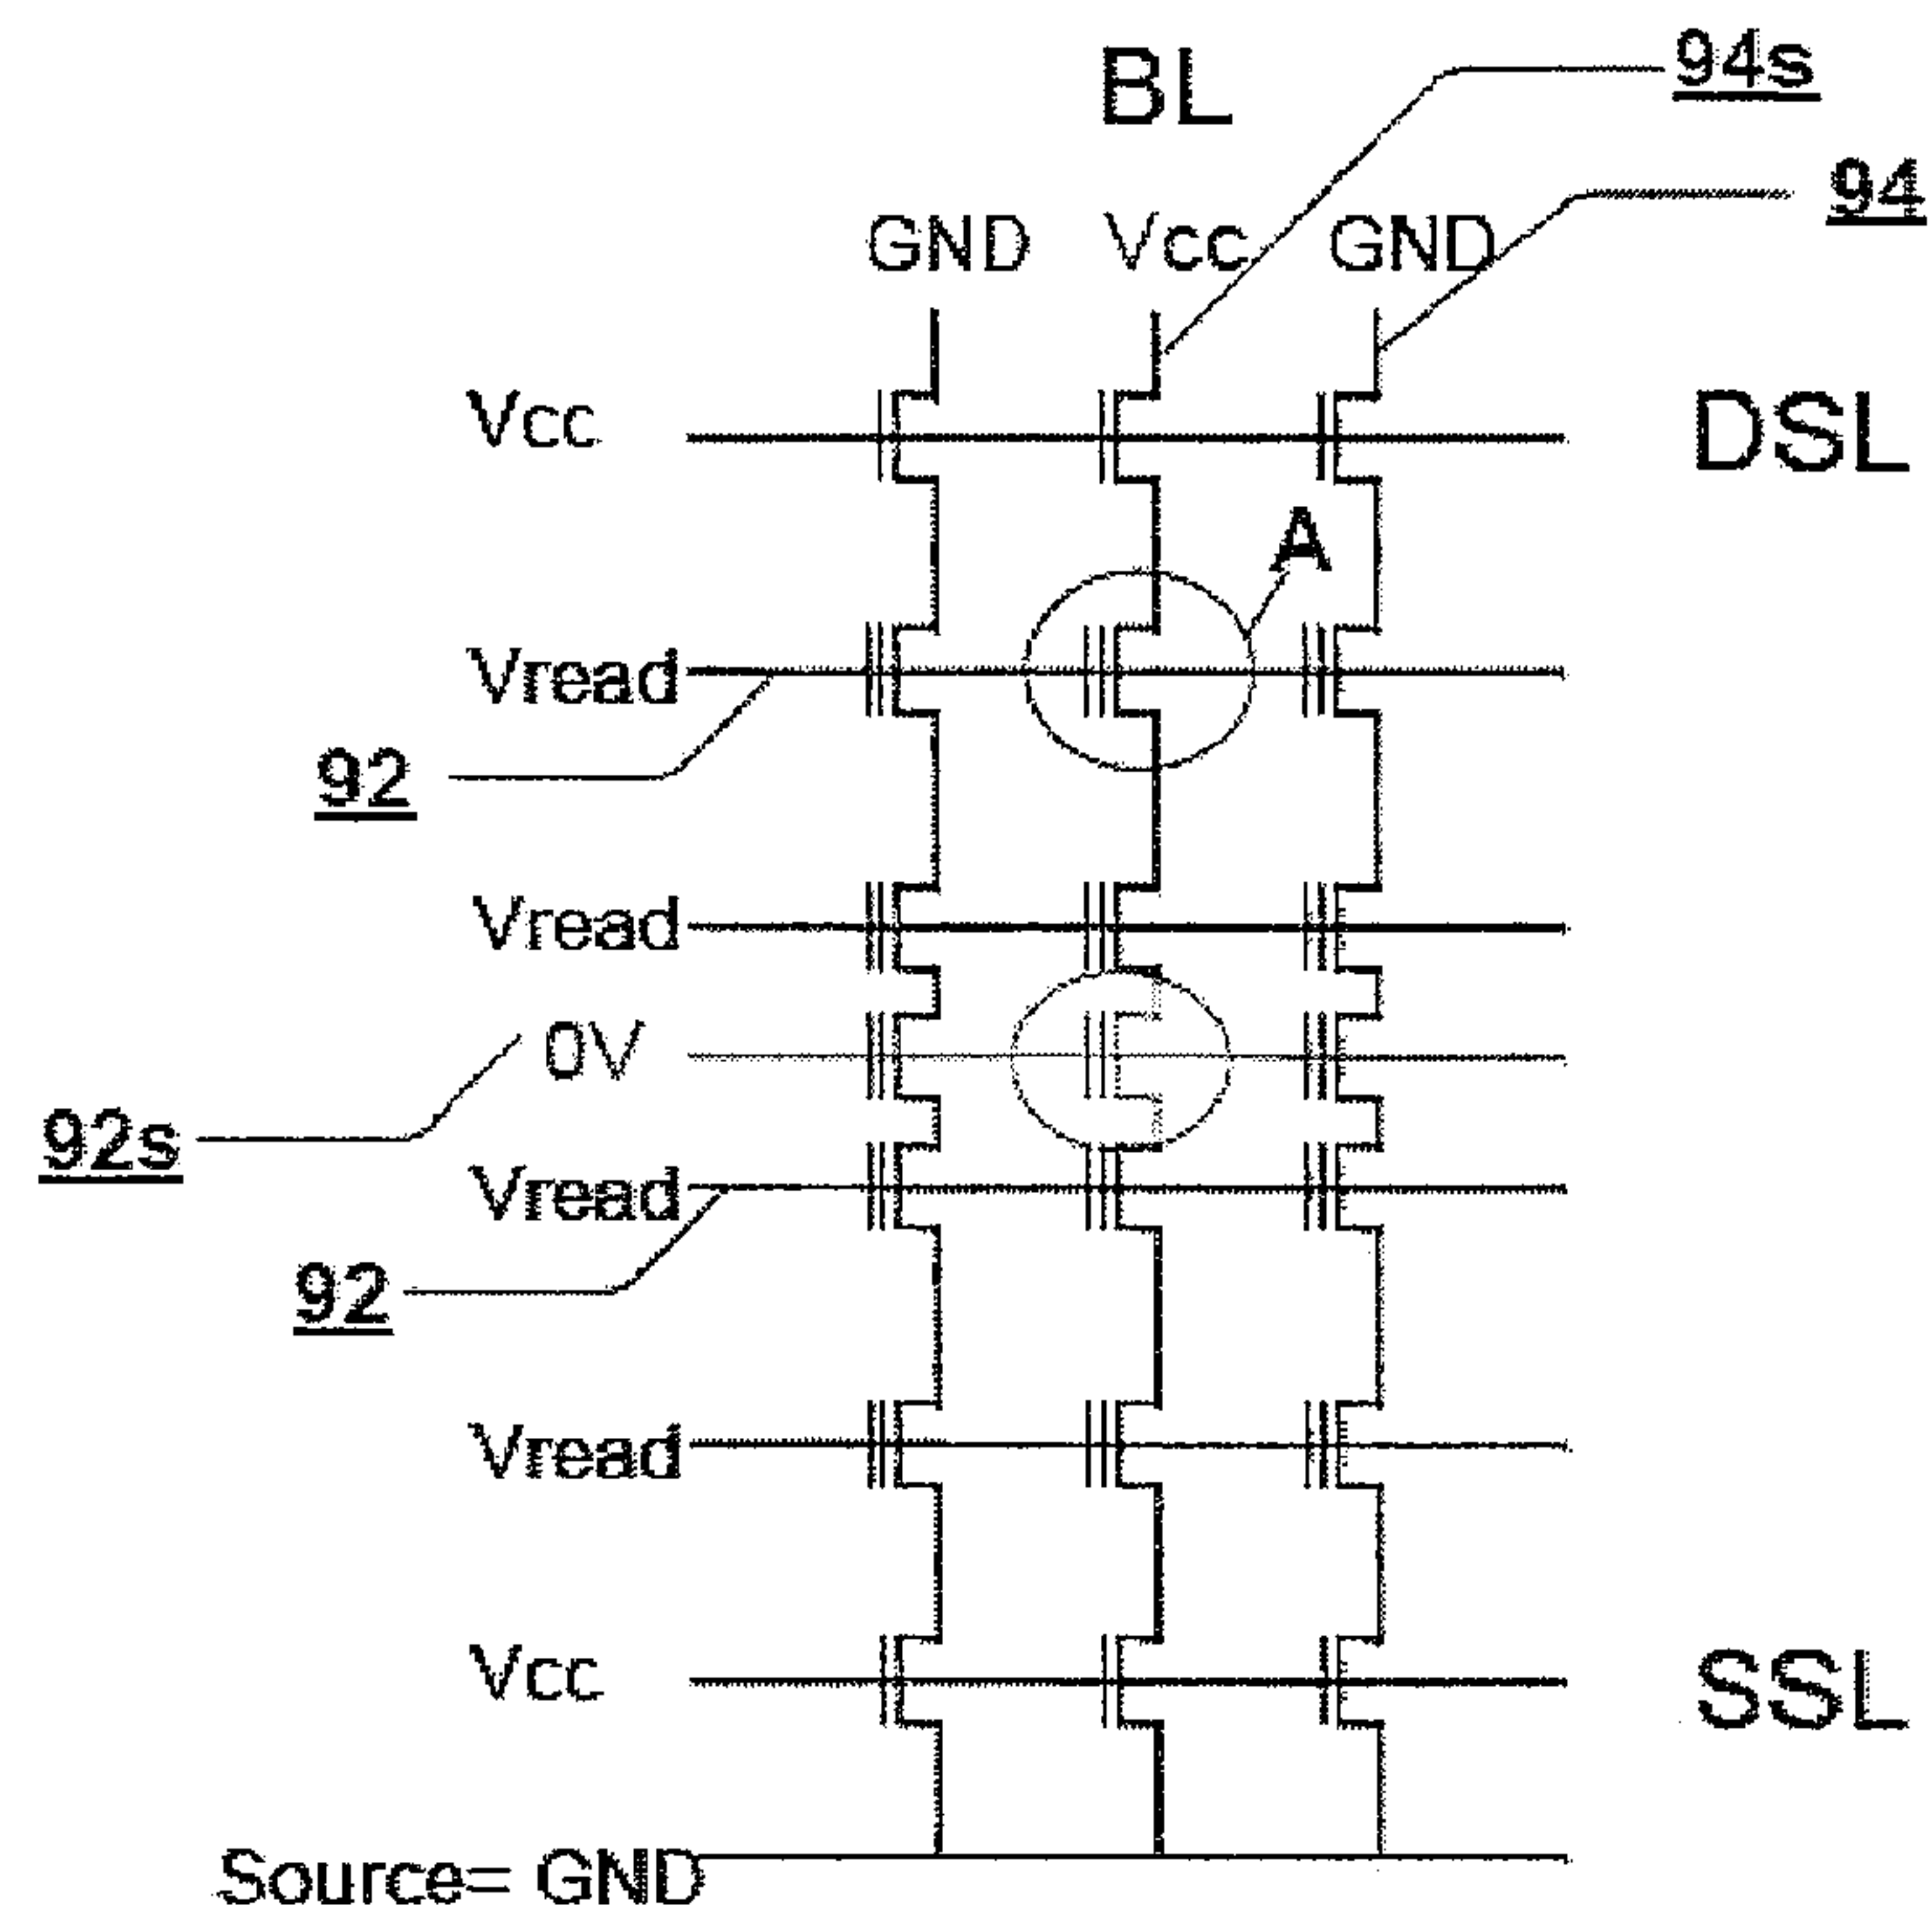 94s
BL
94
GND Vcc GND
Vcc DSL
A
Vread
92
Vread
0V
92s
Vread
92
Vread
Vcc SSL
Source= GND